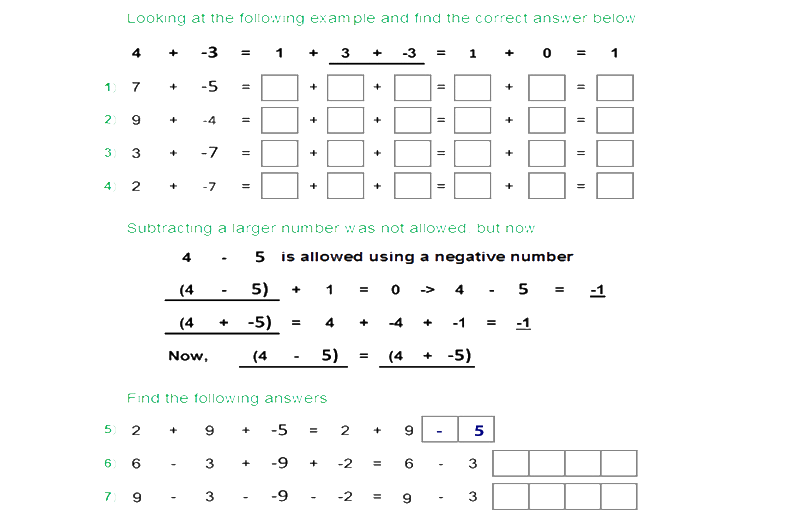 Looking at the following example and find the correct answer below
4 + -3 = 1 + 3 + -3 = 1 + 0 = 1
1) 7 + -5 = + + = + =
2) 9 + -4 = + + = + =
3) 3 + -7 = + + = + =
4) 2 + -7 = + + = + =
Subtracting a larger number was not allowed, but now
4 - 5 is allowed using a negative number
(4 - 5) + 1 = 0 -> 4 - 5 = -1
(4 + -5) = 4 + -4 + -1 = -1
Now, (4 - 5) = (4 + -5)
Find the following answers
5) 2 + 9 + -5 = 2 + 9 - 5
6) 6 - 3 + -9 + -2 = 6 - 3
7) 9 - 3 - -9 - -2 = 9 - 3